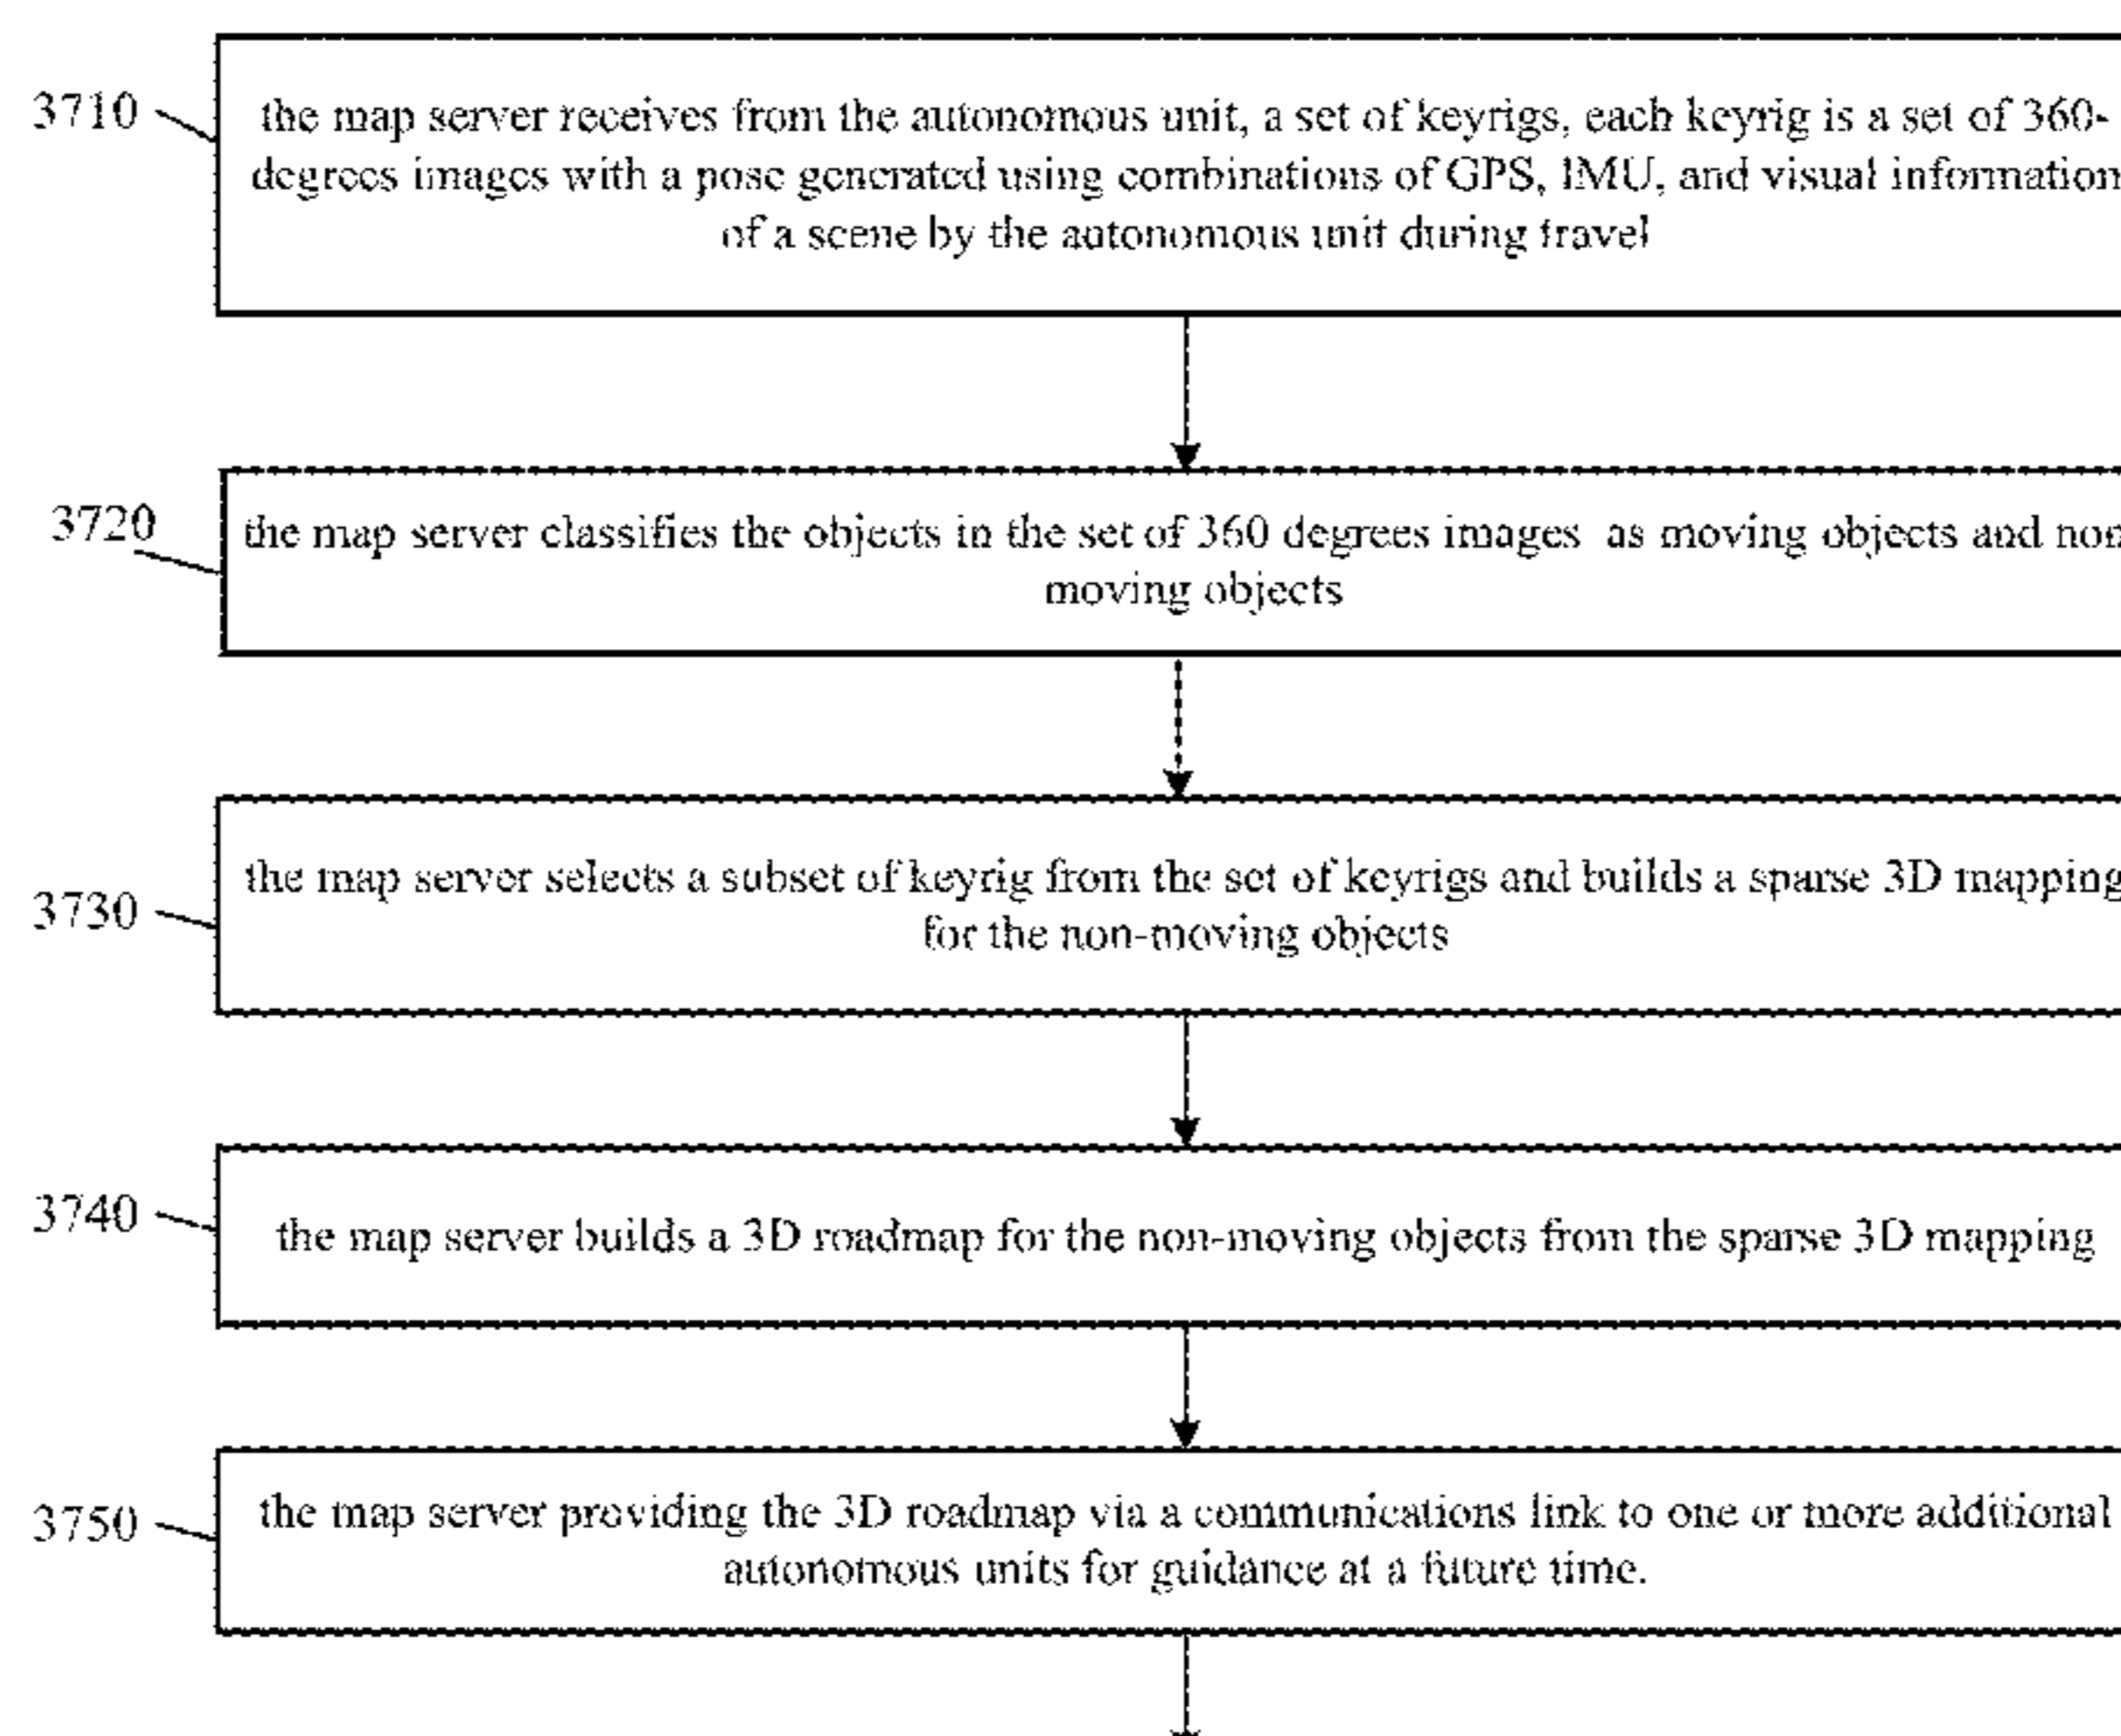 3710
the map server receives from the autonomous unit, a set of keyrigs, each keyrig is a set of 360-
degrees images with a pose generated using combinations of GPS, IMU, and visual information
of a scene by the autonomous unit during travel
3720
the map server classifies the objects in the set of 360 degrees images as moving objects and non
moving objects
3730
the map server selects a subset of keyrig from the set of keyrigs and builds a sparse 3D mapping
for the non-moving objects
3740
the map server builds a 3D roadmap for the non-moving objects from the sparse 3D mapping
3750
the map server providing the 3D roadmap via a communications link to one or more additional
autonomous units for guidance at a future time.